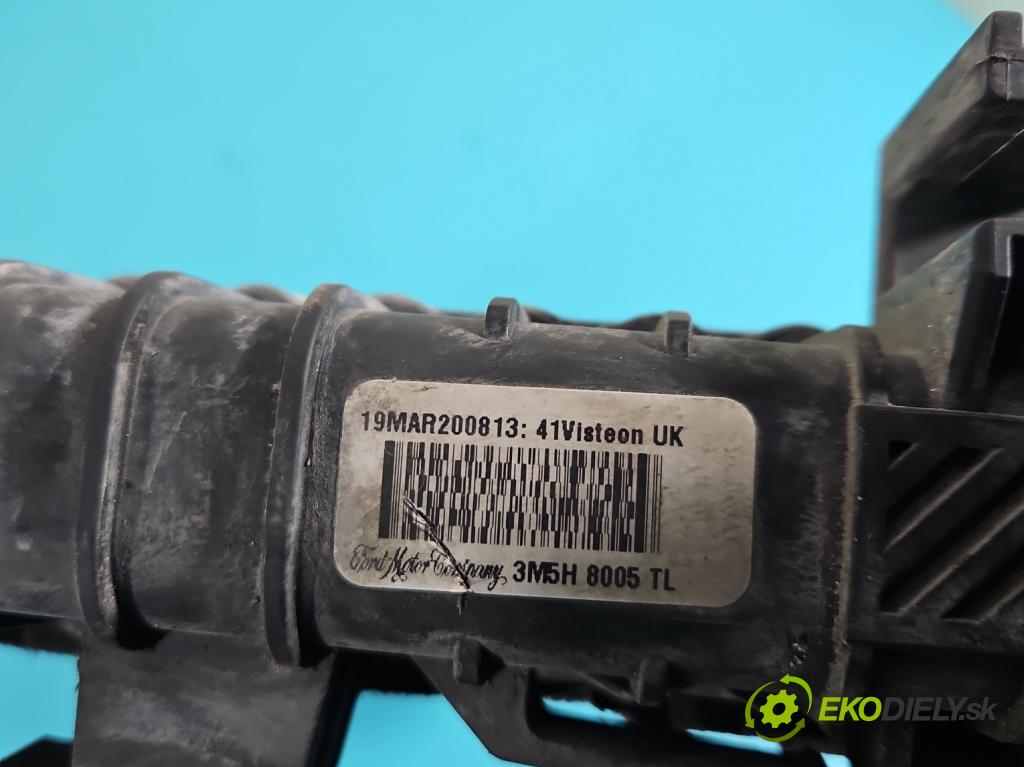 19MAR200813: 41Visteon UK
Ford Motor Company 3M5H 8005 TL
EKODIELY.sk